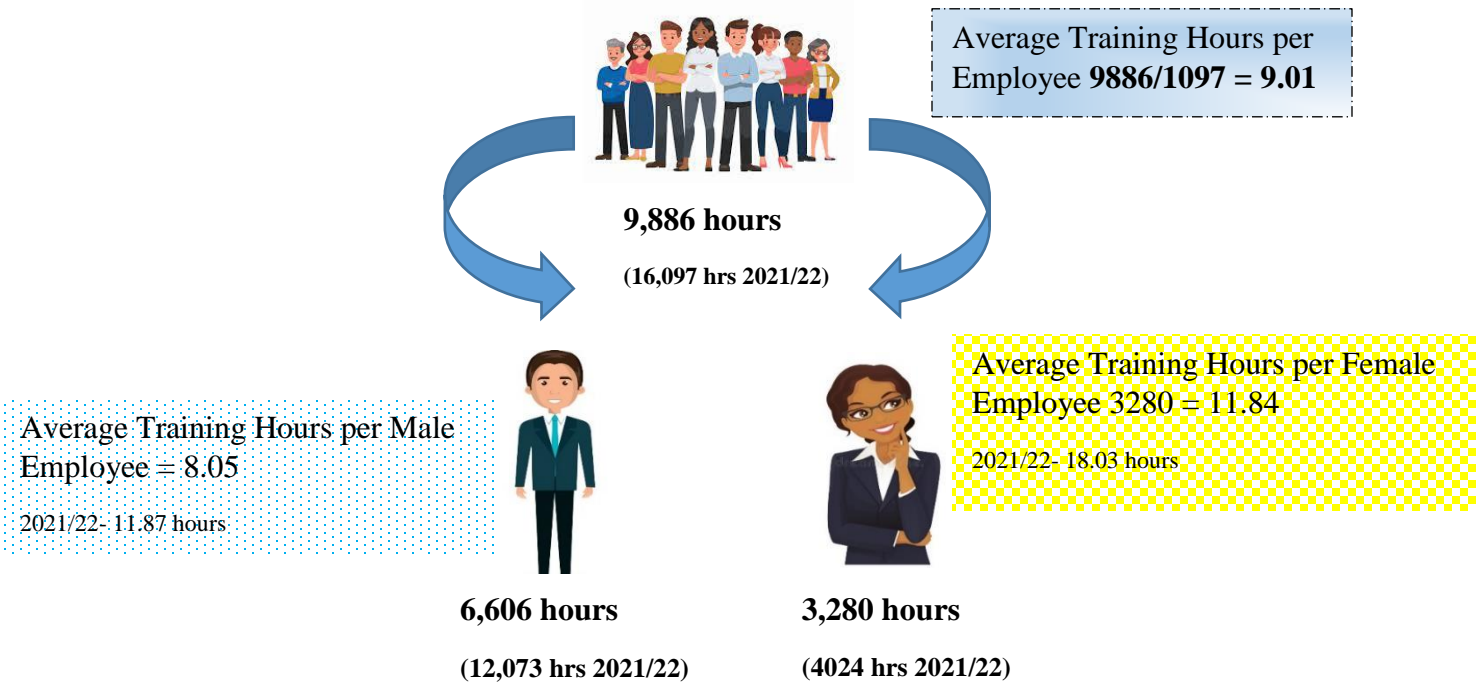 Average Training Hours per
Employee 9886/1097 = 9.01
9,886 hours
(16,097 hrs 2021/22)
Average Training Hours per Male
Employee = 8.05
2021/22- 11.87 hours
Average Training Hours per Female
Employee 3280 = 11.84
2021/22- 18.03 hours
6,606 hours
(12,073 hrs 2021/22)
3,280 hours
(4024 hrs 2021/22)